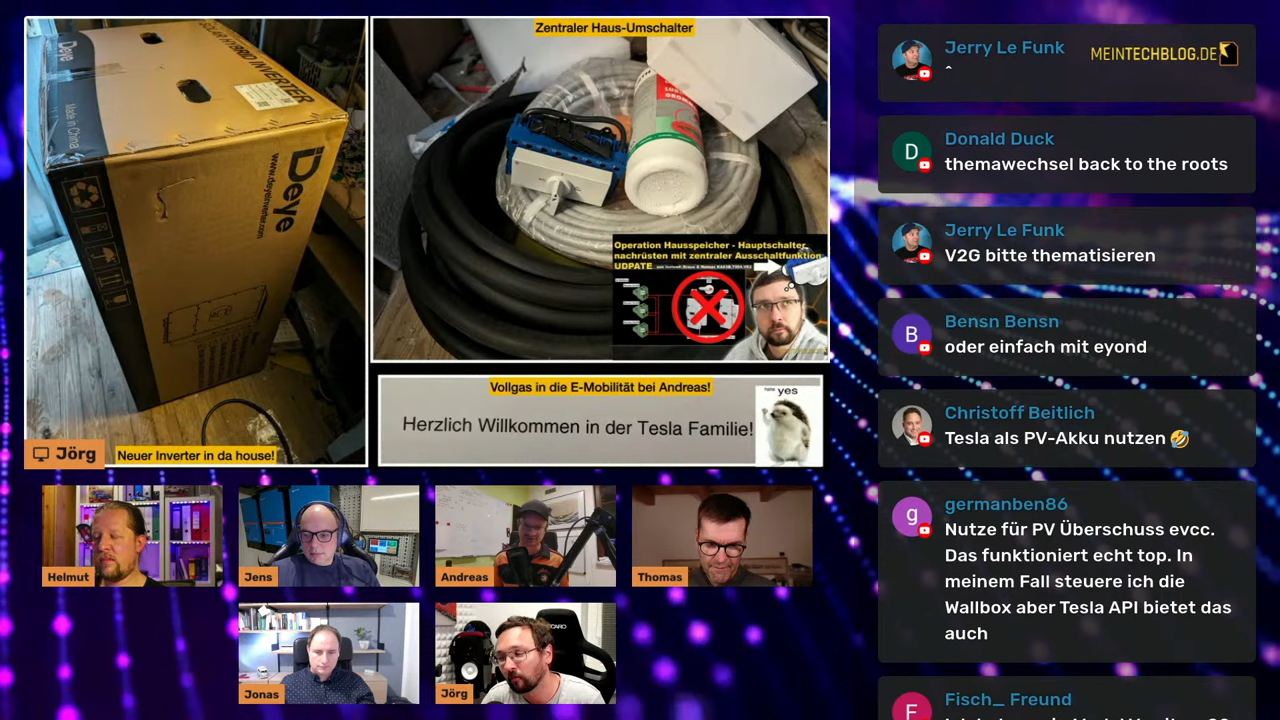 Deye
SOLAR HYBRID INVERTER
Made in China
Deye
www.deyeinverter.com
Jörg
Neuer Inverter in da house!
Zentraler Haus-Umschalter
Operation Hausspeicher - Hauptschalter
nachrüsten mit zentraler Ausschaltfunktion
UDPATE
Vollgas in die E-Mobilität bei Andreas!
Herzlich Willkommen in der Tesla Familie!
yes
Helmut
Jens
Andreas
Thomas
Jonas
Jörg
MEINTECHBLOG.DE
Jerry Le Funk
^
D
Donald Duck
themawechsel back to the roots
Jerry Le Funk
V2G bitte thematisieren
B
Bensn Bensn
oder einfach mit eyond
Christoff Beitlich
Tesla als PV-Akku nutzen 🤣
g
germanben86
Nutze für PV Überschuss evcc.
Das funktioniert echt top. In
meinem Fall steuere ich die
Wallbox aber Tesla API bietet das
auch
F
Fisch_ Freund